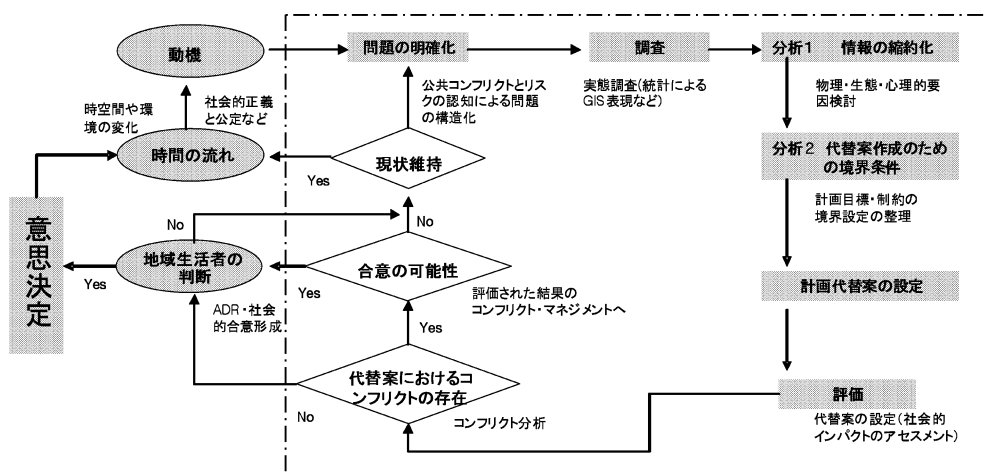 動機
問題の明確化
調査
分析1 情報の縮約化
公共コンフリクトとリス
クの認知による問題
の構造化
実態調査(統計による
GIS表現など)
物理・生態・心理的要
因検討
時空間や環
境の変化
社会的正義
と公定など
時間の流れ
Yes
現状維持
分析2 代替案作成のため
の境界条件
計画目標・制約の
境界設定の整理
意思決定
No
No
Yes
地域生活者の
判断
Yes
合意の可能性
評価された結果の
コンフリクト・マネジメントへ
計画代替案の設定
ADR・社会
的合意形成
Yes
代替案におけるコ
ンフリクトの存在
No
コンフリクト分析
評価
代替案の設定(社会的
インパクトのアセスメント)